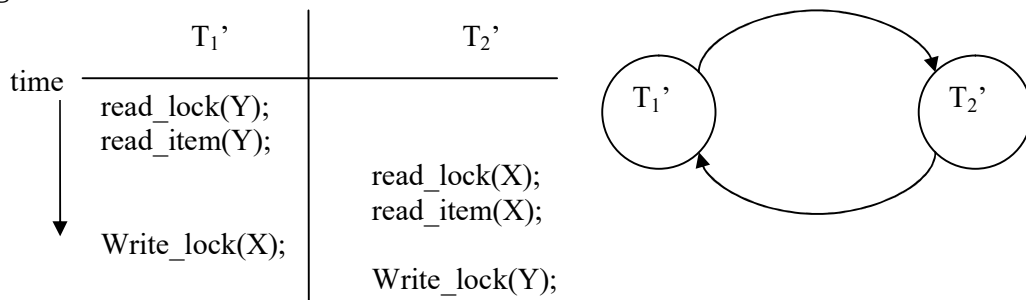 T₁’ T₂’
time
read_lock(Y);
read_item(Y);
read_lock(X);
read_item(X);
Write_lock(X);
Write_lock(Y);
T₁’ T₂’